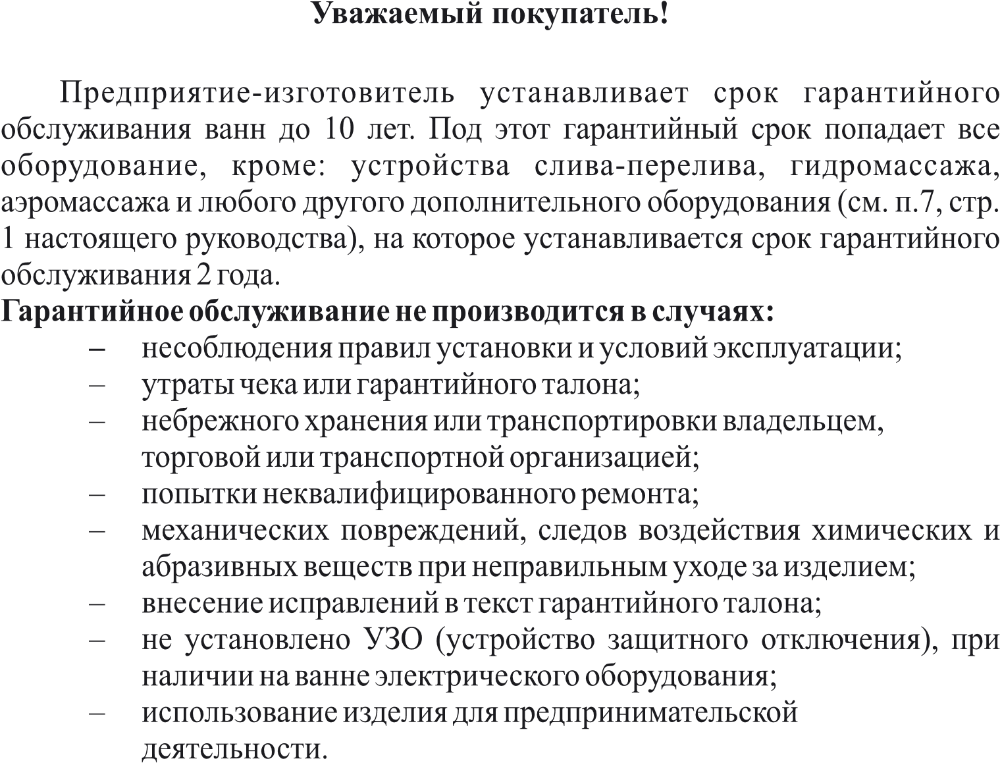 Уважаемый покупатель!
Предприятие-изготовитель устанавливает срок гарантийного
обслуживания ванн до 10 лет. Под этот гарантийный срок попадает все
оборудование, кроме: устройства слива-перелива, гидромассажа,
аэромассажа и любого другого дополнительного оборудования (см. п.7, стр.
1 настоящего руководства), на которое устанавливается срок гарантийного
обслуживания 2 года.
Гарантийное обслуживание не производится в случаях:
– несоблюдения правил установки и условий эксплуатации;
– утраты чека или гарантийного талона;
– небрежного хранения или транспортировки владельцем,
торговой или транспортной организацией;
– попытки неквалифицированного ремонта;
– механических повреждений, следов воздействия химических и
абразивных веществ при неправильным уходе за изделием;
– внесение исправлений в текст гарантийного талона;
– не установлено УЗО (устройство защитного отключения), при
наличии на ванне электрического оборудования;
– использование изделия для предпринимательской
деятельности.